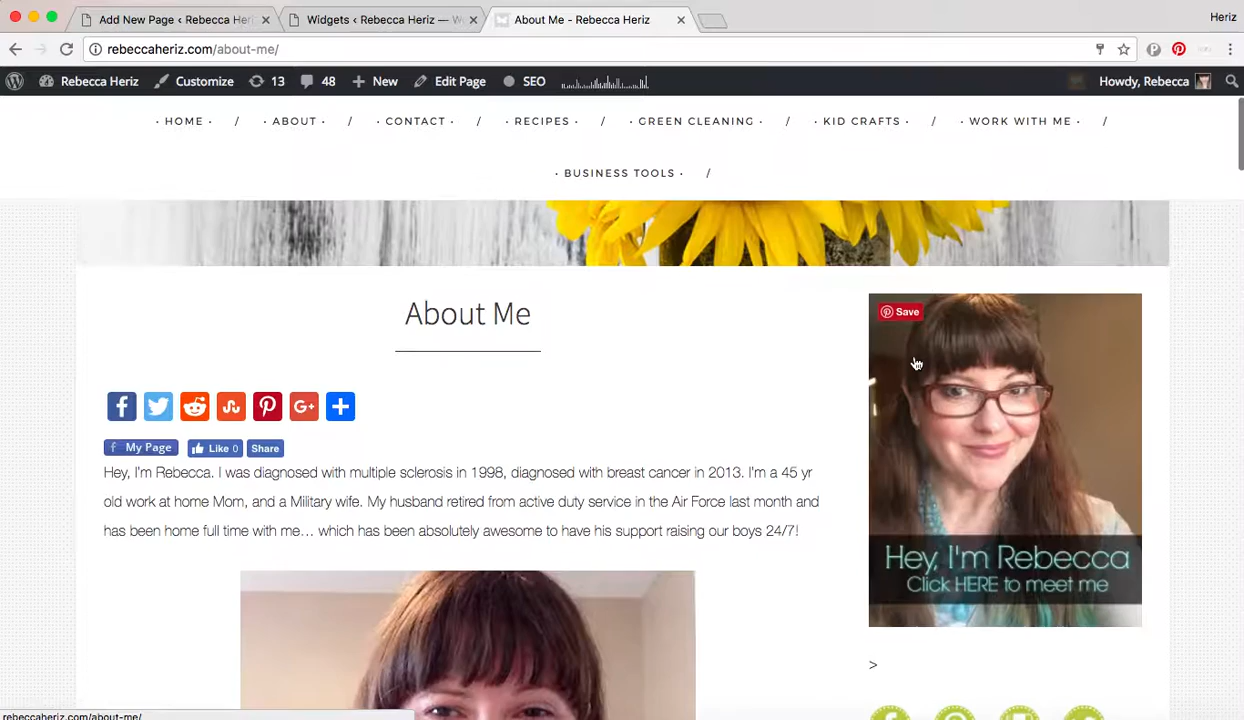 Add New Page ‹ Rebecca Her
Widgets ‹ Rebecca Heriz — W
About Me - Rebecca Heriz
Heriz
rebeccaheriz.com/about-me/
Rebecca Heriz
Customize
13
48
New
Edit Page
SEO
Howdy, Rebecca
· HOME · / · ABOUT · / · CONTACT · / · RECIPES · / · GREEN CLEANING · / · KID CRAFTS · / · WORK WITH ME · /
· BUSINESS TOOLS · /
About Me
Save
My Page
Like 0
Share
Hey, I'm Rebecca. I was diagnosed with multiple sclerosis in 1998, diagnosed with breast cancer in 2013. I'm a 45 yr
old work at home Mom, and a Military wife. My husband retired from active duty service in the Air Force last month and
has been home full time with me… which has been absolutely awesome to have his support raising our boys 24/7!
Hey, I'm Rebecca
Click HERE to meet me
>
rebeccaheriz.com/about-me/